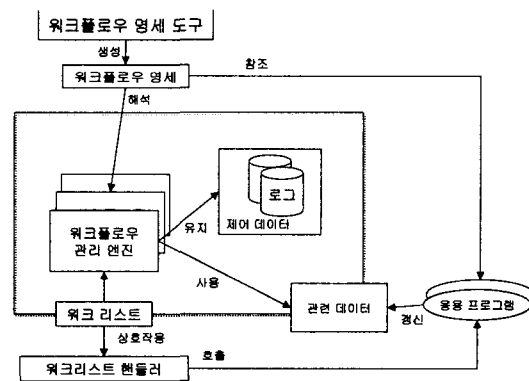 워크플로우 영세 도구
생성
워크플로우 영세
참조
해석
로그
제어 데이터
유지
워크플로우
관리 엔진
사용
관련 데이터
응용 프로그램
갱신
워크 리스트
상호작용
워크리스트 핸들러
호출